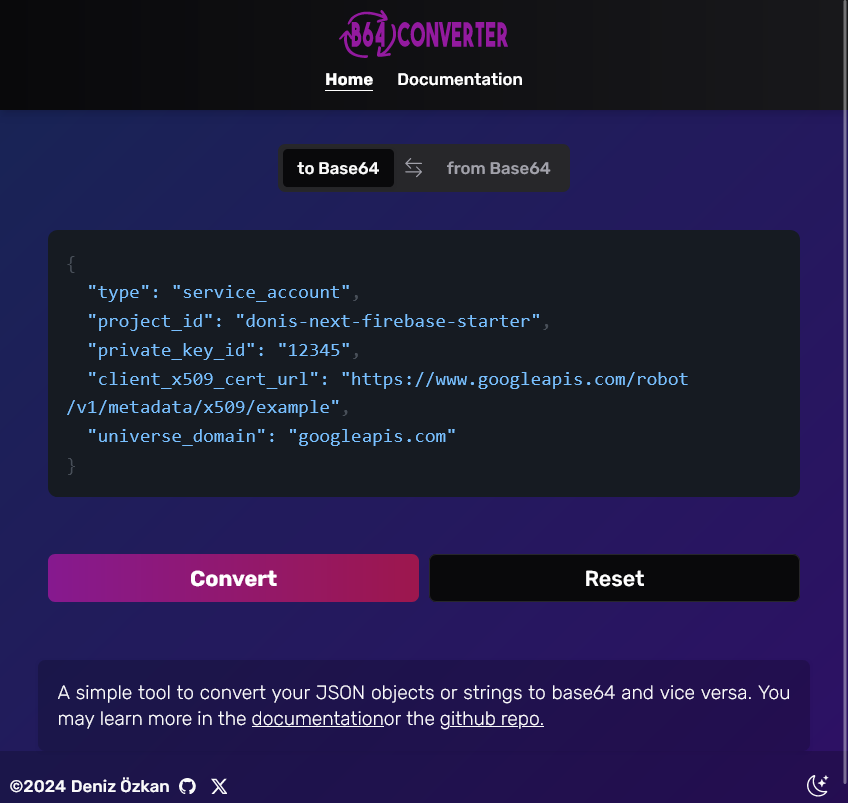 B64 CONVERTER
Home Documentation
to Base64 from Base64
{
"type": "service_account",
"project_id": "donis-next-firebase-starter",
"private_key_id": "12345",
"client_x509_cert_url": "https://www.googleapis.com/robot
/v1/metadata/x509/example",
"universe_domain": "googleapis.com"
}
Convert Reset
A simple tool to convert your JSON objects or strings to base64 and vice versa. You
may learn more in the documentationor the github repo.
©2024 Deniz Özkan